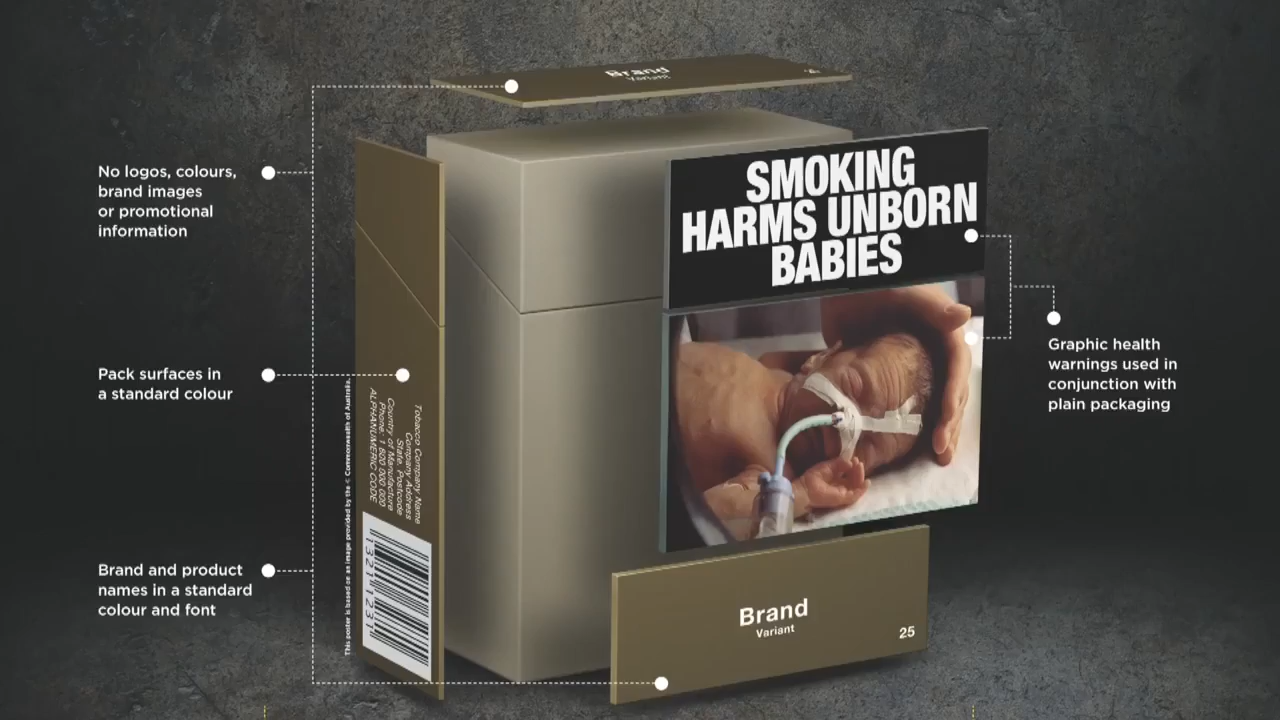 Brand
Variant
25
No logos, colours,
brand images
or promotional
information
SMOKING
HARMS UNBORN
BABIES
Graphic health
warnings used in
conjunction with
plain packaging
Pack surfaces in
a standard colour
Tobacco Company Name
Company Address
State, Postcode
Country of Manufacture
Phone: 1 800 000 000
ALPHANUMERIC CODE
This poster is based on an image provided by the © Commonwealth of Australia.
Brand and product
names in a standard
colour and font
Brand
Variant
25